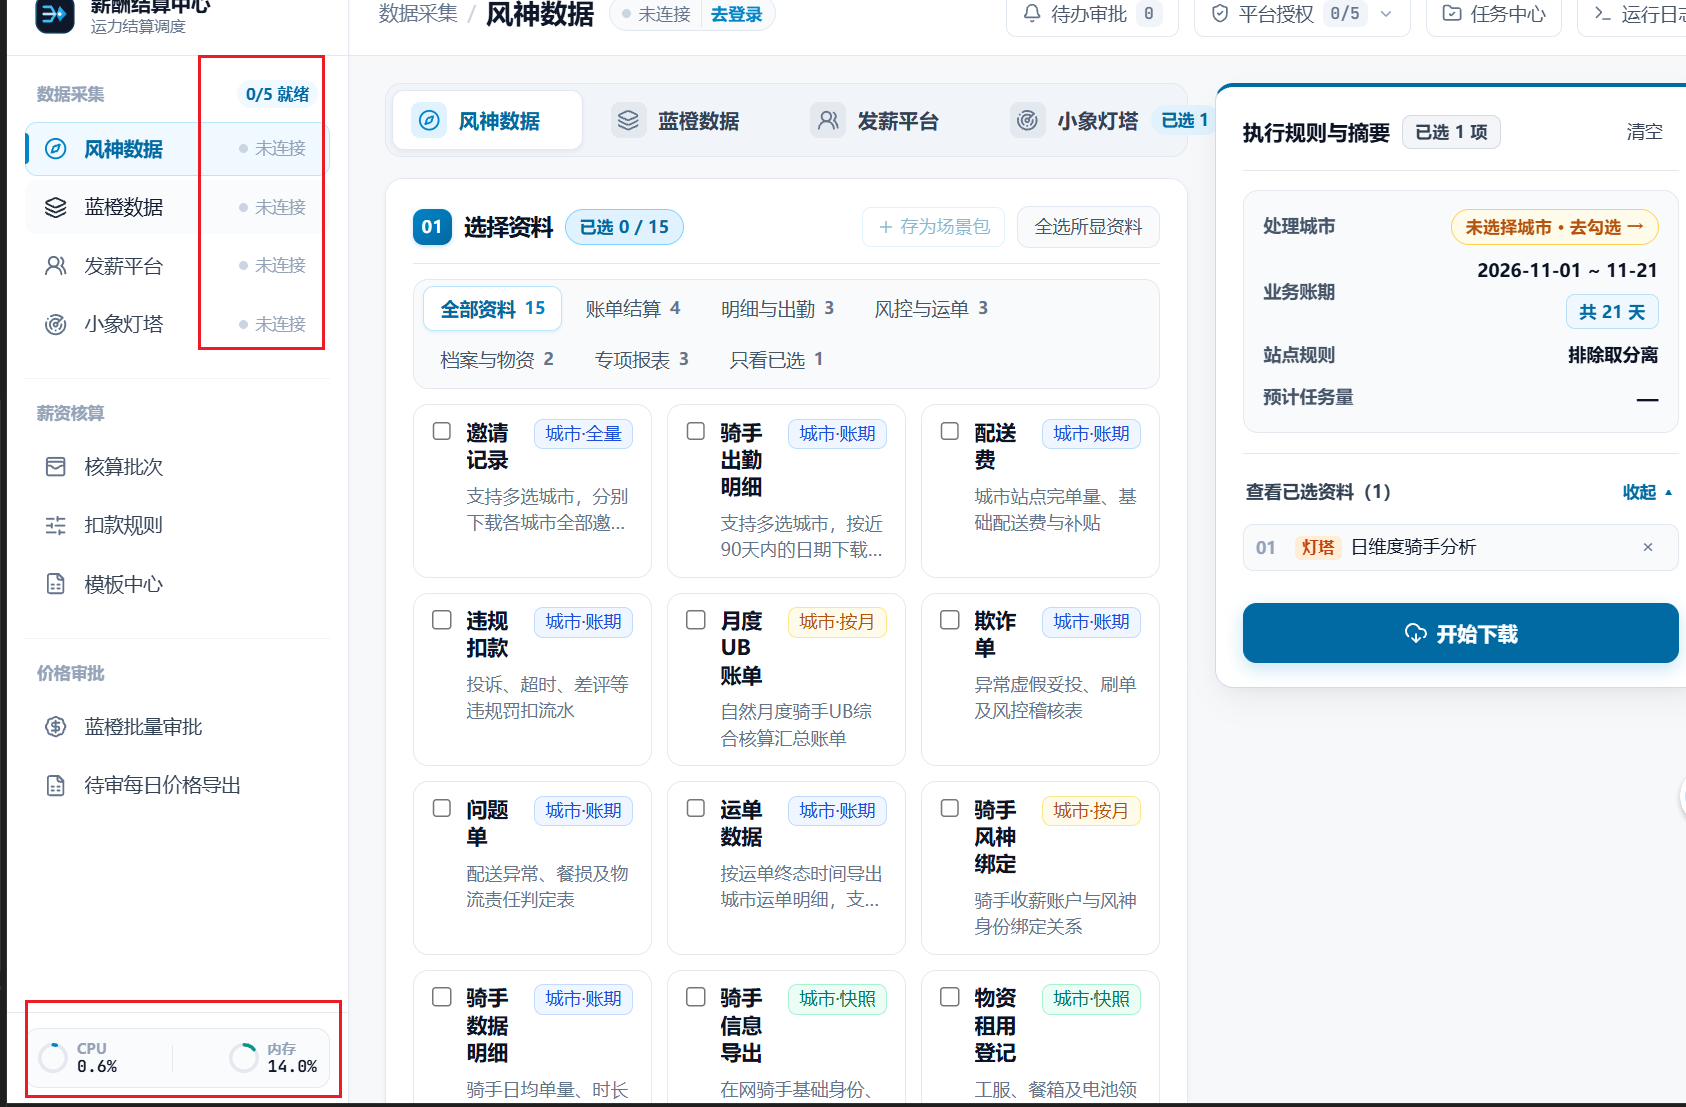 薪酬结算中心
运力结算调度
数据采集 / 风神数据
未连接 去登录
待办审批 0
平台授权 0/5
任务中心
运行日志
数据采集 0/5 就绪
风神数据 未连接
蓝橙数据 未连接
发薪平台 未连接
小象灯塔 未连接
薪资核算
核算批次
扣款规则
模板中心
价格审批
蓝橙批量审批
待审每日价格导出
CPU
0.6%
内存
14.0%
风神数据
蓝橙数据
发薪平台
小象灯塔 已选 1
01 选择资料 已选 0 / 15
+ 存为场景包
全选所显资料
全部资料 15
账单结算 4
明细与出勤 3
风控与运单 3
档案与物资 2
专项报表 3
只看已选 1
邀请
记录
城市·全量
支持多选城市，分别
下载各城市全部邀...
骑手
出勤
明细
城市·账期
支持多选城市，按近
90天内的日期下载...
配送
费
城市·账期
城市站点完单量、基
础配送费与补贴
违规
扣款
城市·账期
投诉、超时、差评等
违规罚扣流水
月度
UB
账单
城市·按月
自然月度骑手UB综
合核算汇总账单
欺诈
单
城市·账期
异常虚假妥投、刷单
及风控稽核表
问题
单
城市·账期
配送异常、餐损及物
流责任判定表
运单
数据
城市·账期
按运单终态时间导出
城市运单明细，支...
骑手
风神
绑定
城市·按月
骑手收薪账户与风神
身份绑定关系
骑手
数据
明细
城市·账期
骑手日均单量、时长
骑手
信息
导出
城市·快照
在网骑手基础身份、
物资
租用
登记
城市·快照
工服、餐箱及电池领
执行规则与摘要 已选 1 项 清空
处理城市 未选择城市 • 去勾选 →
业务账期 2026-11-01 ~ 11-21
共 21 天
站点规则 排除取分离
预计任务量 —
查看已选资料（1） 收起 ▲
01 灯塔 日维度骑手分析 ×
开始下载